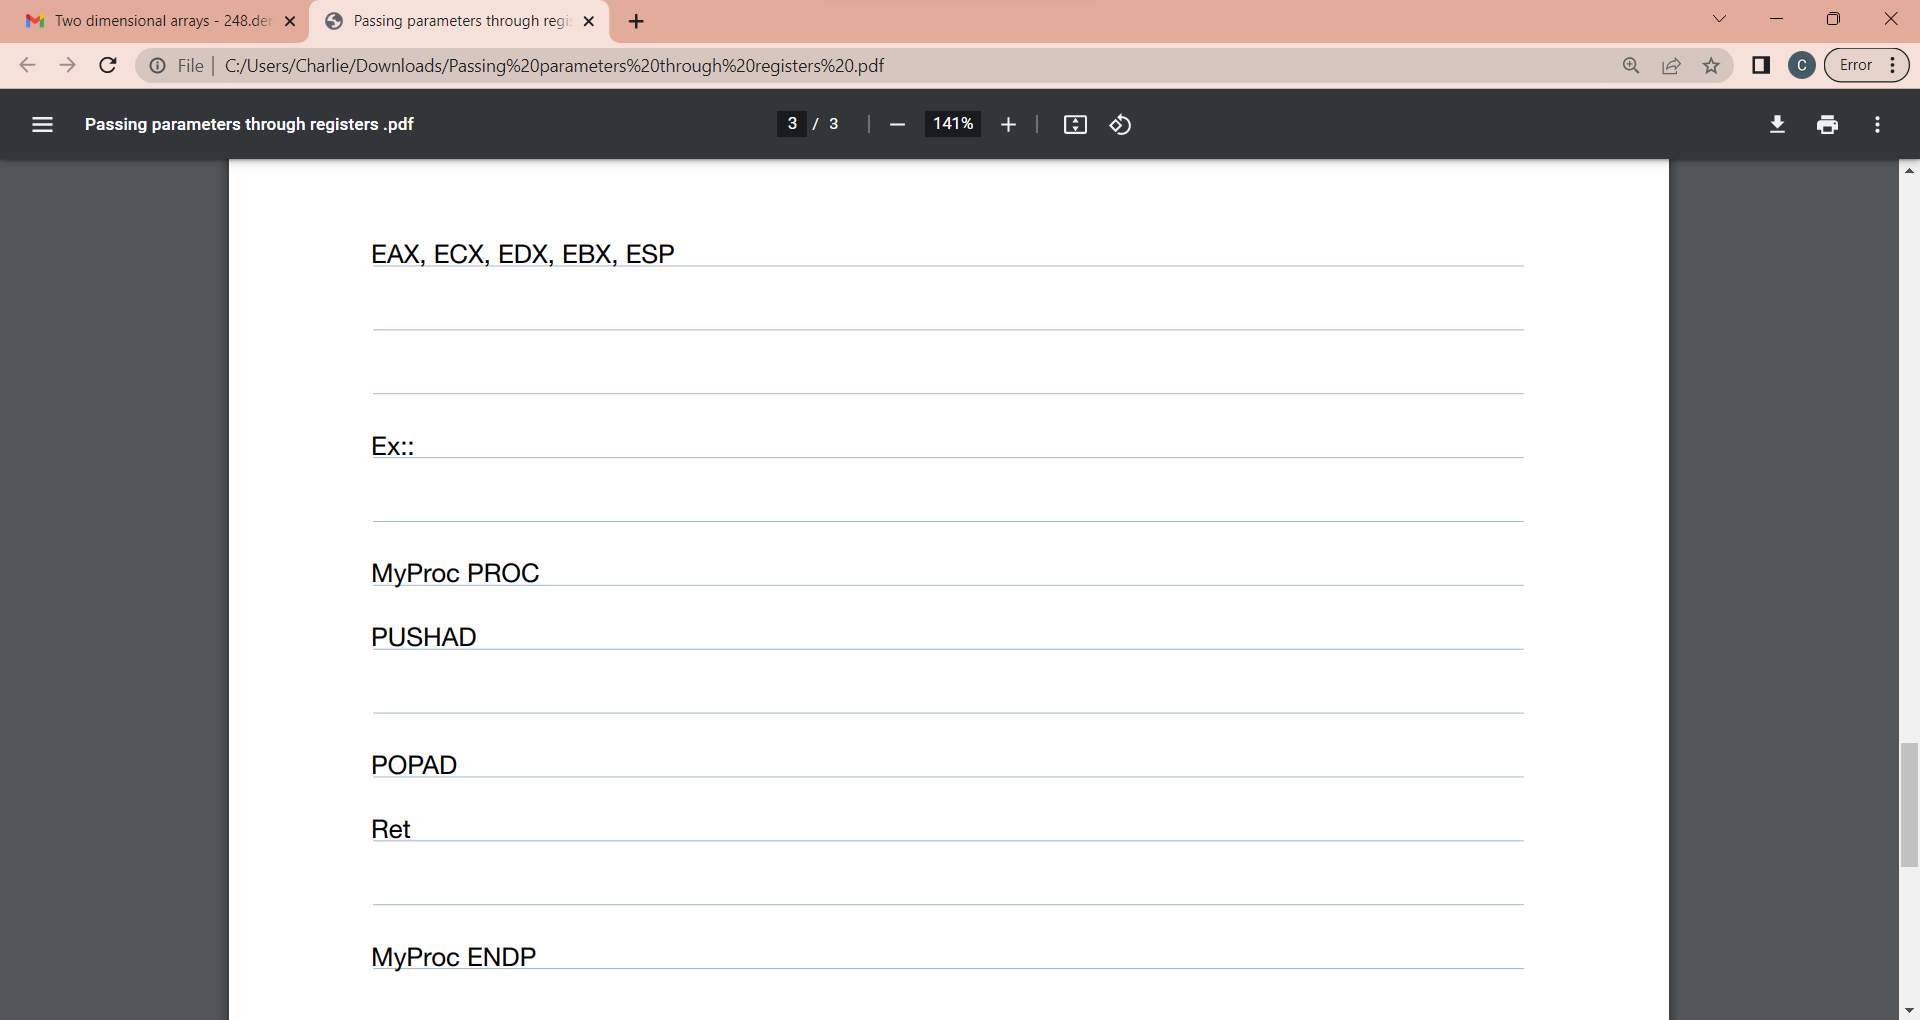 Two dimensional arrays - 248.der
Passing parameters through regis
File
C:/Users/Charlie/Downloads/Passing%20parameters%20through%20registers%20.pdf
C
Error
Passing parameters through registers .pdf
3 / 3
141%
EAX, ECX, EDX, EBX, ESP
Ex::
MyProc PROC
PUSHAD
POPAD
Ret
MyProc ENDP